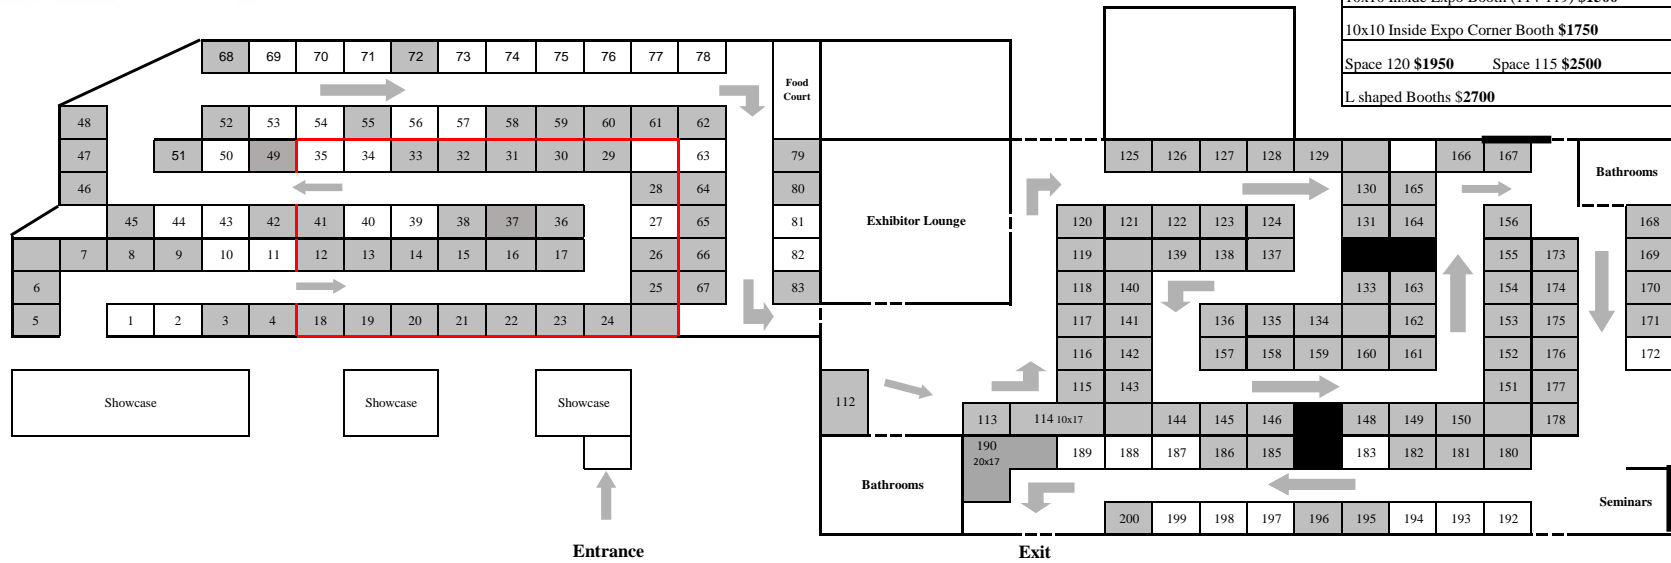 10x10 Inside Expo Booth (114-119) $1500
10x10 Inside Expo Corner Booth $1750
Space 120 $1950 Space 115 $2500
L shaped Booths $2700
68 69 70 71 72 73 74 75 76 77 78
Food
Court
48 52 53 54 55 56 57 58 59 60 61 62
47 51 50 49 35 34 33 32 31 30 29 63 79 125 126 127 128 129 166 167
Bathrooms
46 28 64 80 130 165
45 44 43 42 41 40 39 38 37 36 27 65 81 Exhibitor Lounge 120 121 122 123 124 131 164 156 168
7 8 9 10 11 12 13 14 15 16 17 26 66 82 119 139 138 137 155 173 169
6 25 67 83 118 140 133 163 154 174 170
5 1 2 3 4 18 19 20 21 22 23 24 117 141 136 135 134 162 153 175 171
116 142 157 158 159 160 161 152 176 172
115 143 151 177
Showcase Showcase Showcase 112
113 114 10x17 144 145 146 148 149 150 178
190 189 188 187 186 185 183 182 181 180
20x17
Bathrooms
Seminars
200 199 198 197 196 195 194 193 192
Entrance Exit